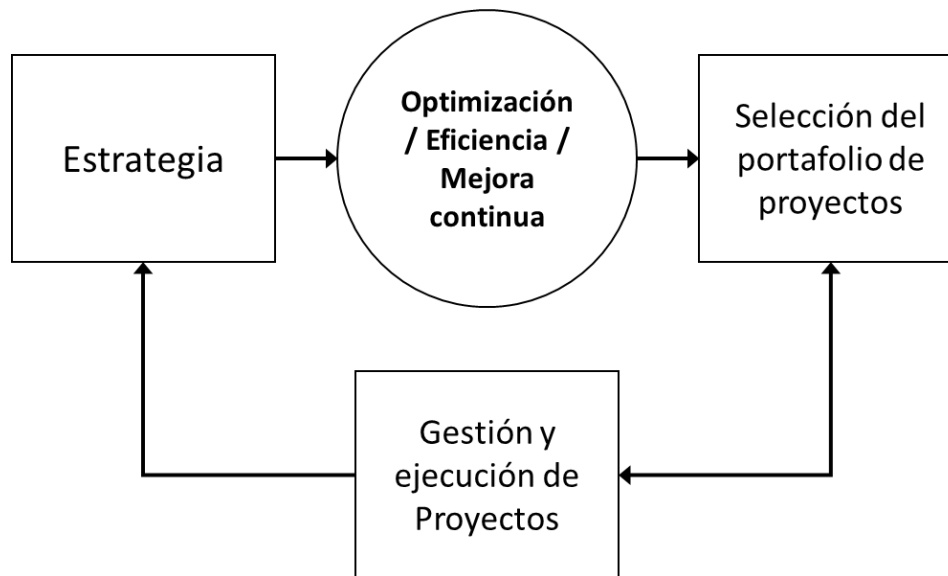 Estrategia
Optimización
/ Eficiencia /
Mejora
continua
Selección del
portafolio de
proyectos
Gestión y
ejecución de
Proyectos